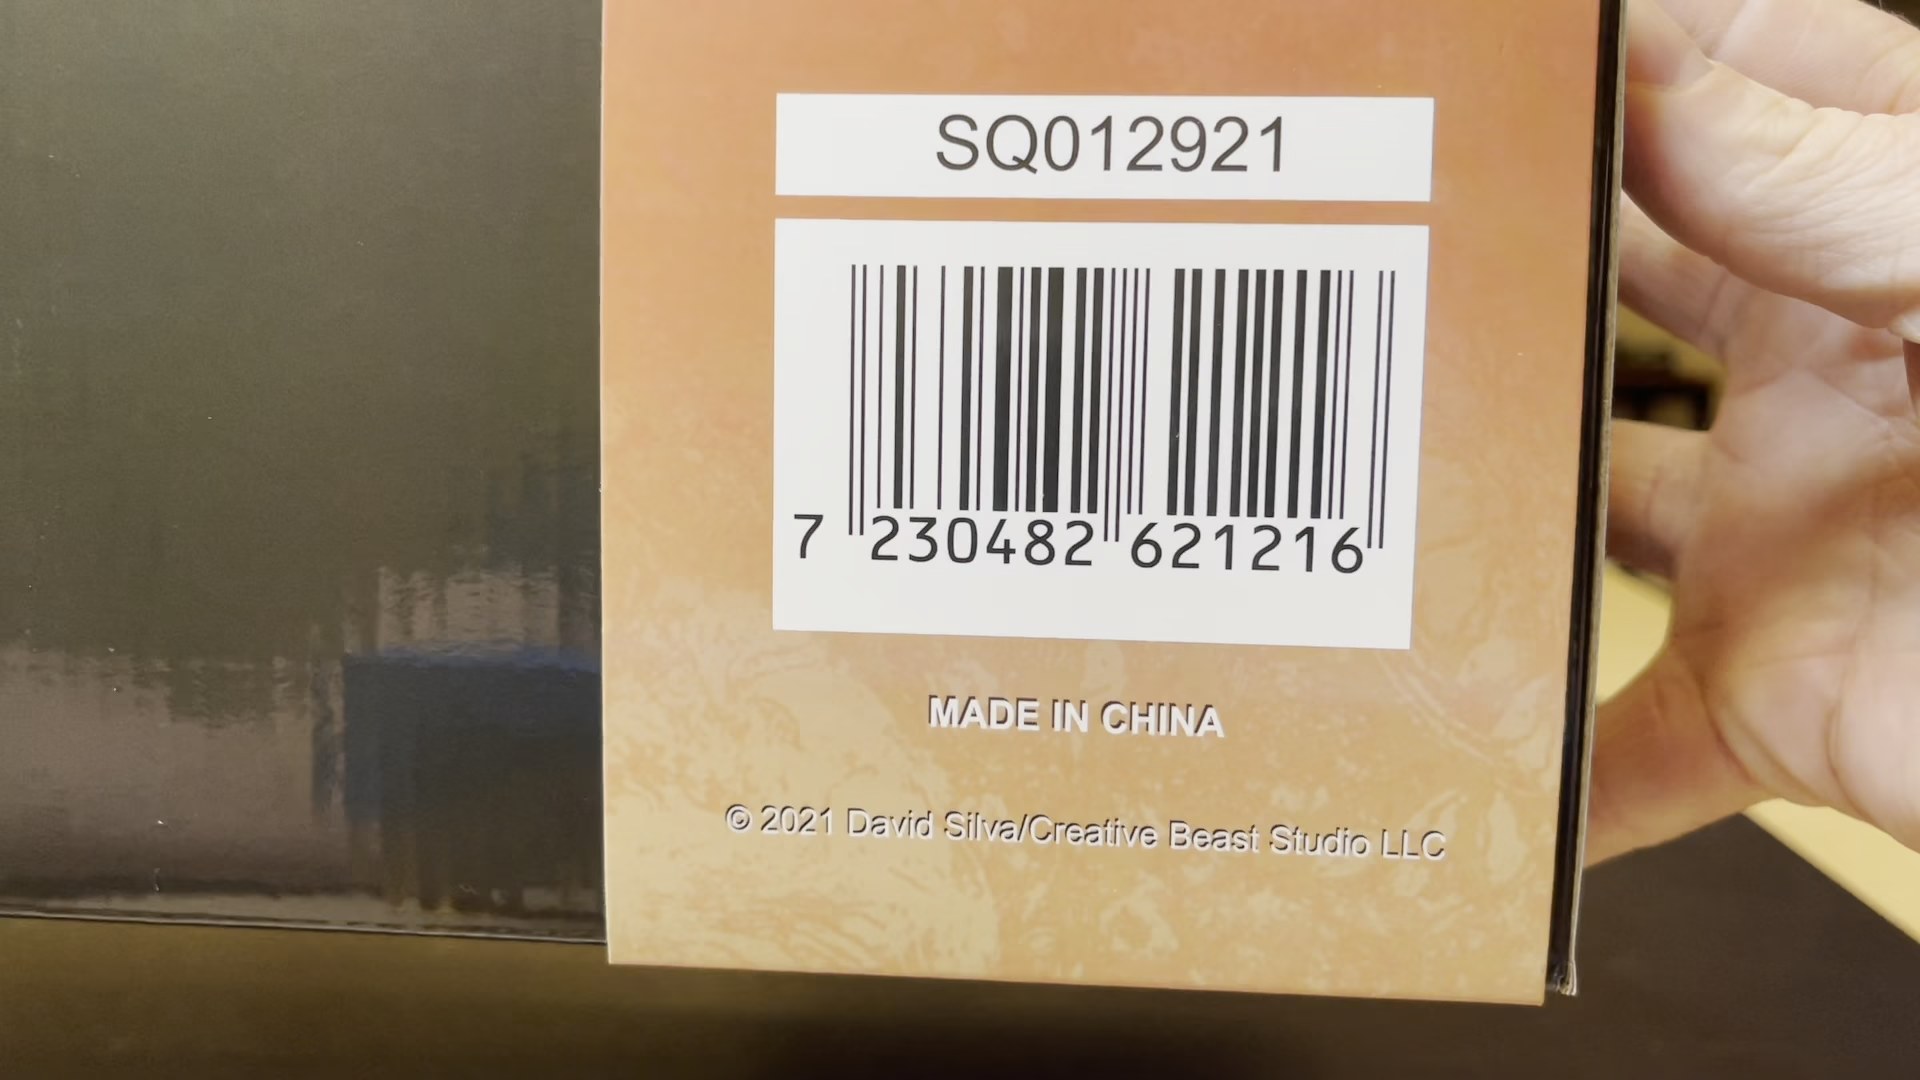 SQ012921
7 230482 621216
MADE IN CHINA
© 2021 David Silva/Creative Beast Studio LLC